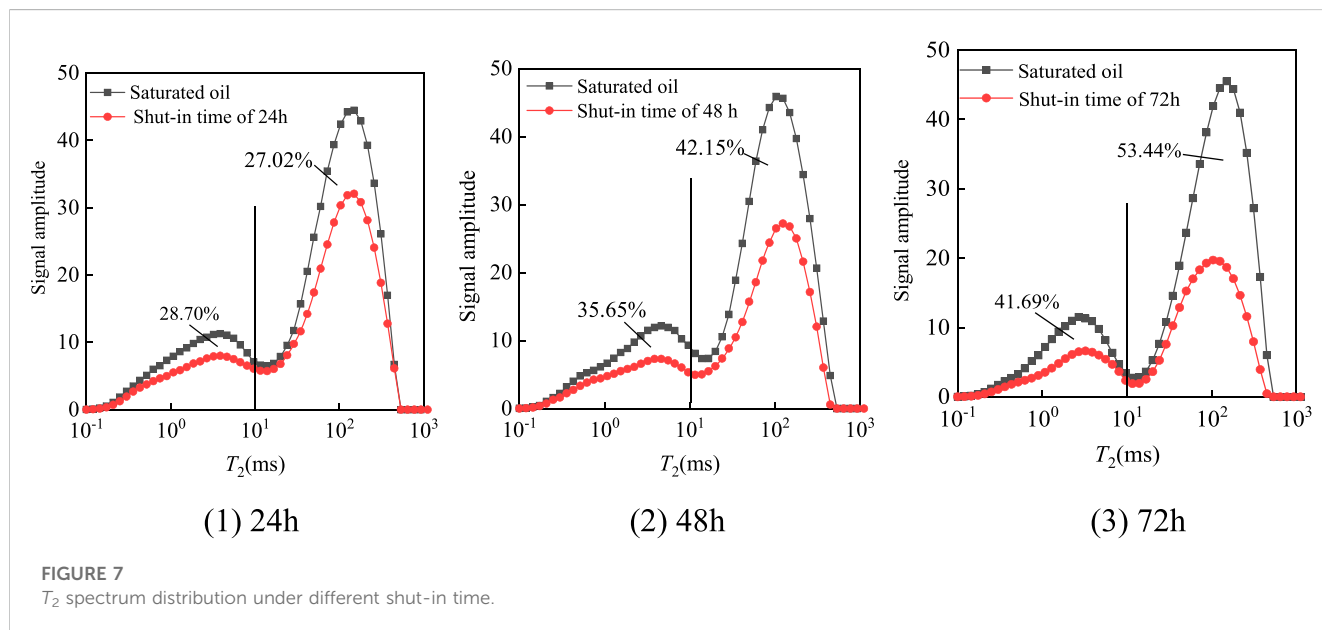 50
40
30
20
10
0
Signal amplitude
Saturated oil
Shut-in time of 24h
27.02%
28.70%
10-1
100
101
102
103
T2(ms)
(1) 24h
50
40
30
20
10
0
Signal amplitude
Saturated oil
Shut-in time of 48 h
42.15%
35.65%
10-1
100
101
102
103
T2(ms)
(2) 48h
50
40
30
20
10
0
Signal amplitude
Saturated oil
Shut-in time of 72h
53.44%
41.69%
10-1
100
101
102
103
T2(ms)
(3) 72h
FIGURE 7
T2 spectrum distribution under different shut-in time.